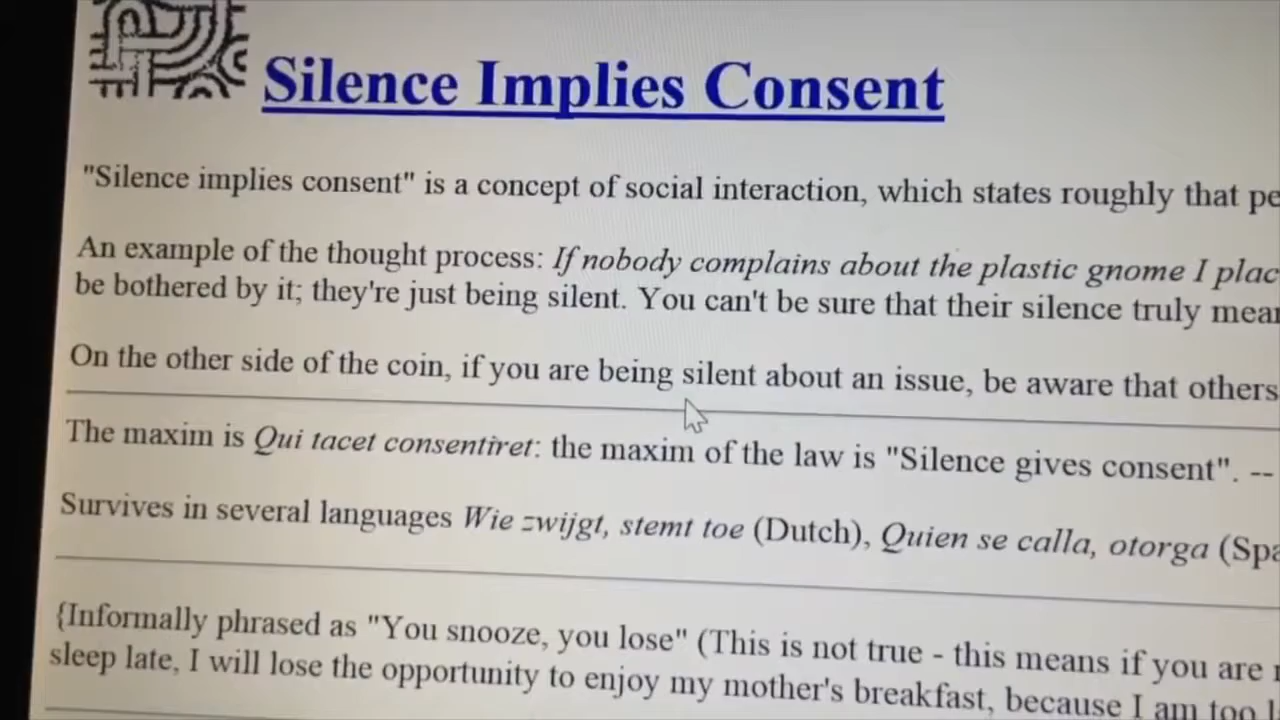 Silence Implies Consent
"Silence implies consent" is a concept of social interaction, which states roughly that
An example of the thought process: If nobody complains about the plastic gnome I
be bothered by it; they're just being silent. You can't be sure that their silence truly
On the other side of the coin, if you are being silent about an issue, be aware that others
The maxim is Qui tacet consentiret: the maxim of the law is "Silence gives consent". --
Survives in several languages Wie zwijgt, stemt toe (Dutch), Quien se calla, otorga
{Informally phrased as "You snooze, you lose" (This is not true - this means if you are
sleep late, I will lose the opportunity to enjoy my mother's breakfast, because I am too